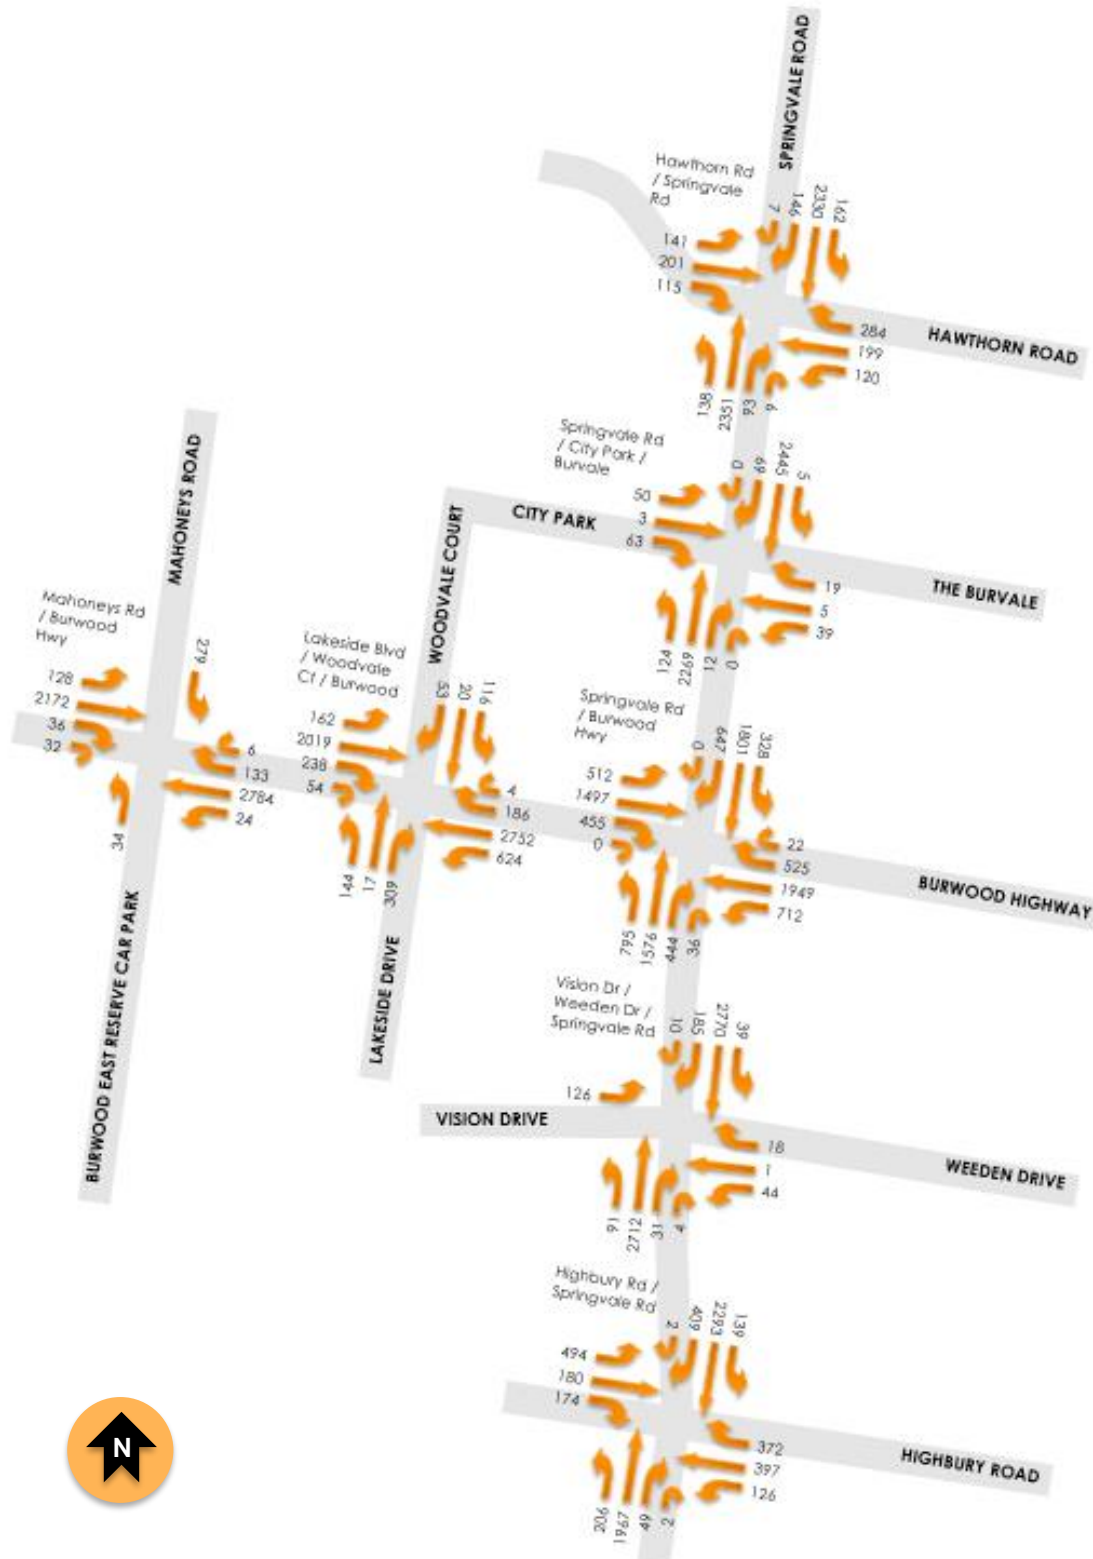 SPRINGVALE ROAD
Hawthorn Rd
/ Springvale
Rd
7
146
2330
162
141
201
115
284
199
120
HAWTHORN ROAD
138
2351
93
6
Springvale Rd
/ City Park /
Burvale
0
69
2445
5
50
3
63
CITY PARK
19
5
39
THE BURVALE
124
2269
21
0
MAHONEYS ROAD
WOODVALE COURT
Mahoneys Rd
/ Burwood
Hwy
279
128
2172
36
32
6
133
2784
24
34
Lakeside Blvd
/ Woodvale
Ct / Burwood
53
20
116
162
2019
238
54
4
186
2752
624
144
17
309
Springvale Rd
/ Burwood
Hwy
0
647
1801
328
512
1497
455
0
22
525
1949
712
BURWOOD HIGHWAY
795
1576
444
36
BURWOOD EAST RESERVE CAR PARK
LAKESIDE DRIVE
Vision Dr /
Weeden Dr /
Springvale Rd
10
185
2770
39
126
VISION DRIVE
18
1
44
WEEDEN DRIVE
16
2172
31
4
Highbury Rd /
Springvale Rd
2
409
2293
139
494
180
174
372
397
126
HIGHBURY ROAD
206
1967
49
2
N